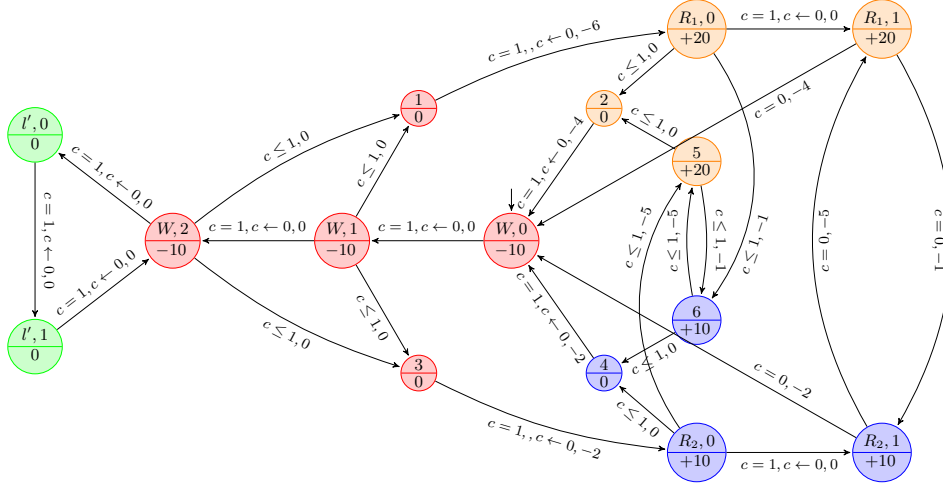 R₁, 0
+20
c = 1, c ← 0, 0
R₁, 1
+20
c = 1, , c ← 0, −6
c ≤ 1, 0
c = 0, −4
1
0
2
0
c ≤ 1, 0
5
+20
l′, 0
0
c ≤ 1, 0
c ≤ 1, 0
c = 1, c ← 0, −4
c = 1, c ← 0, 0
c = 1, c ← 0, 0
c = 1, c ← 0, 0
W, 2
−10
c = 1, c ← 0, 0
W, 1
−10
c = 1, c ← 0, 0
W, 0
−10
c ≤ 1, −5
c ≤ 1, −5
c ≤ 1, −1
c ≤ 1, −1
c = 0, −5
c = 0, −1
c = 1, c ← 0, 0
l′, 1
0
c ≤ 1, 0
c ≤ 1, 0
c = 1, c ← 0, −2
6
+10
c ≤ 1, 0
3
0
4
0
c = 0, −2
c ≤ 1, 0
c = 1, , c ← 0, −2
R₂, 0
+10
c = 1, c ← 0, 0
R₂, 1
+10